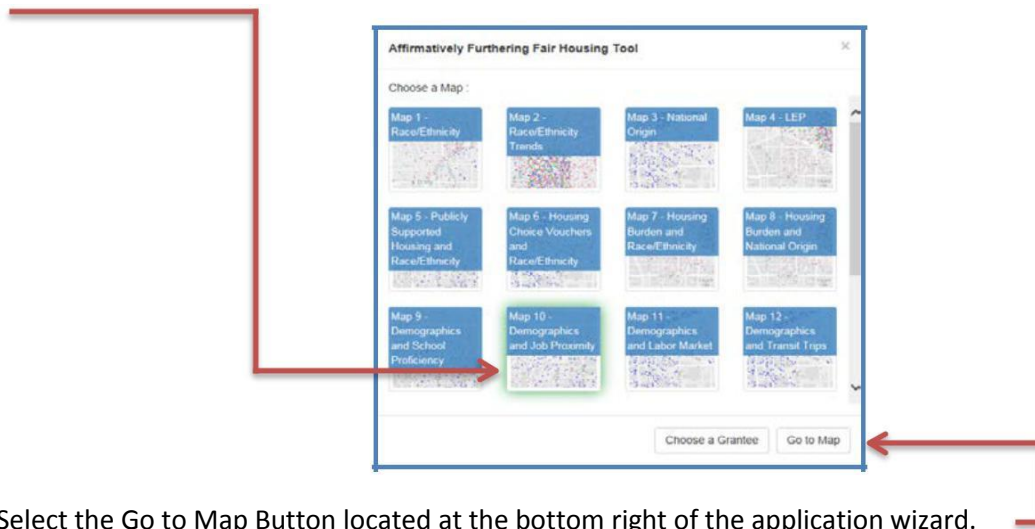 Affirmatively Furthering Fair Housing Tool
×
Choose a Map :
Map 1 -
Race/Ethnicity
Map 2 -
Race/Ethnicity
Trends
Map 3 - National
Origin
Map 4 - LEP
Map 5 - Publicly
Supported
Housing and
Race/Ethnicity
Map 6 - Housing
Choice Vouchers
and
Race/Ethnicity
Map 7 - Housing
Burden and
Race/Ethnicity
Map 8 - Housing
Burden and
National Origin
Map 9 -
Demographics
and School
Proficiency
Map 10 -
Demographics
and Job Proximity
Map 11 -
Demographics
and Labor Market
Map 12 -
Demographics
and Transit Trips
Choose a Grantee
Go to Map
Select the Go to Map Button located at the bottom right of the application wizard.